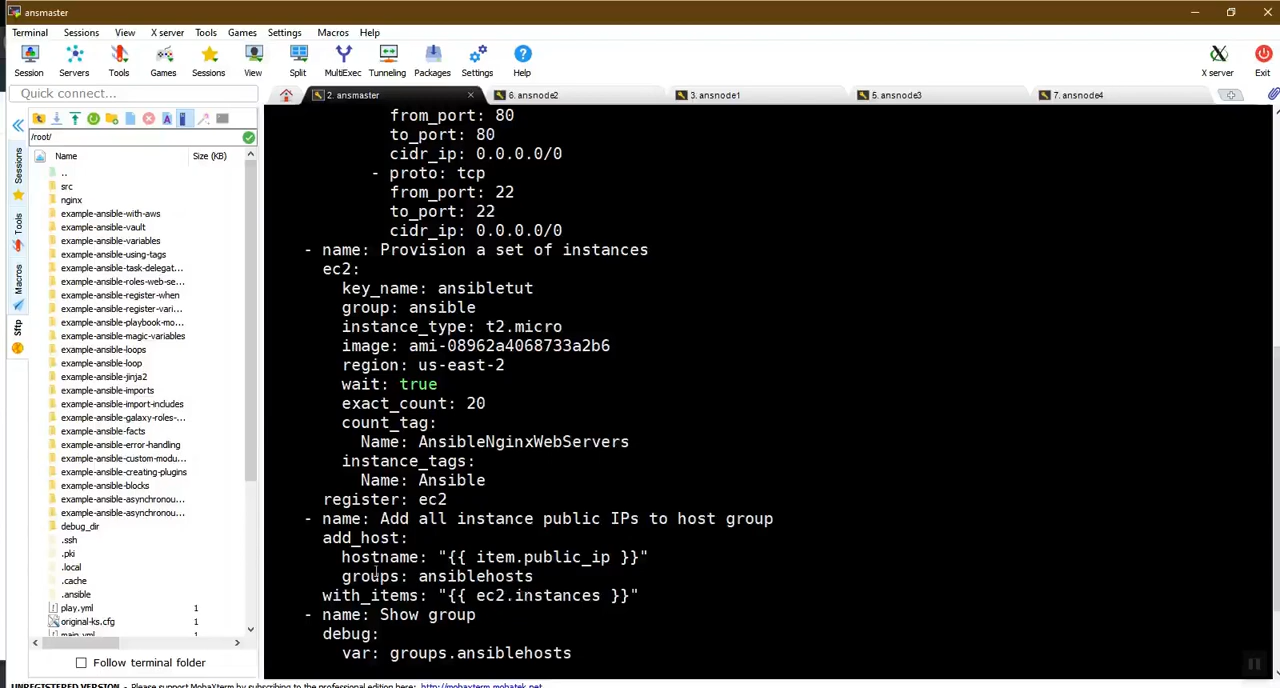 ansmaster
Terminal Sessions View X server Tools Games Settings Macros Help
Session Servers Tools Games Sessions View Split MultiExec Tunneling Packages Settings Help X server Exit
Quick connect...
2. ansmaster
6. ansnode2
3. ansnode1
5. ansnode3
7. ansnode4
/root/
Name Size (KB)
..
src
nginx
example-ansible-with-aws
example-ansible-vault
example-ansible-variables
example-ansible-using-tags
example-ansible-task-delegat...
example-ansible-roles-web-se...
example-ansible-register-when
example-ansible-register-vari...
example-ansible-playbook-mo...
example-ansible-magic-variables
example-ansible-loops
example-ansible-loop
example-ansible-jinja2
example-ansible-imports
example-ansible-import-includes
example-ansible-galaxy-roles-...
example-ansible-facts
example-ansible-error-handling
example-ansible-custom-modu...
example-ansible-creating-plugins
example-ansible-blocks
example-ansible-asynchronou...
example-ansible-asynchronou...
debug_dir
.ssh
.pki
.local
.cache
.ansible
play.yml 1
original-ks.cfg 1
main.yml 1
Follow terminal folder
Sessions
Tools
Macros
Sftp
from_port: 80
to_port: 80
cidr_ip: 0.0.0.0/0
- proto: tcp
from_port: 22
to_port: 22
cidr_ip: 0.0.0.0/0
- name: Provision a set of instances
ec2:
key_name: ansibletut
group: ansible
instance_type: t2.micro
image: ami-08962a4068733a2b6
region: us-east-2
wait: true
exact_count: 20
count_tag:
Name: AnsibleNginxWebServers
instance_tags:
Name: Ansible
register: ec2
- name: Add all instance public IPs to host group
add_host:
hostname: "{{ item.public_ip }}"
groups: ansiblehosts
with_items: "{{ ec2.instances }}"
- name: Show group
debug:
var: groups.ansiblehosts
UNREGISTERED VERSION - Please support MobaXterm by subscribing to the professional edition here: http://mobaxterm.mobatek.net